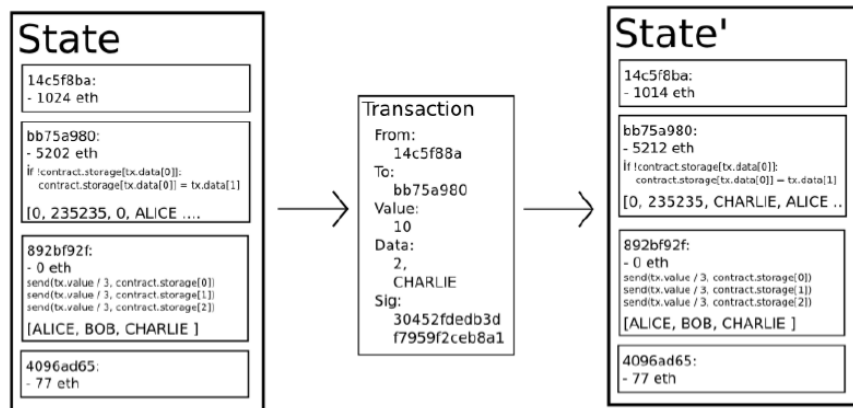 State
14c5f8ba:
- 1024 eth
bb75a980:
- 5202 eth
if !contract.storage[tx.data[0]]:
contract.storage[tx.data[0]] = tx.data[1]
[0, 235235, 0, ALICE ....
892bf92f:
- 0 eth
send(tx.value / 3, contract.storage[0])
send(tx.value / 3, contract.storage[1])
send(tx.value / 3, contract.storage[2])
[ALICE, BOB, CHARLIE ]
4096ad65:
- 77 eth
Transaction
From:
14c5f88a
To:
bb75a980
Value:
10
Data:
2,
CHARLIE
Sig:
30452fdedb3d
f7959f2ceb8a1
State'
14c5f8ba:
- 1014 eth
bb75a980:
- 5212 eth
if !contract.storage[tx.data[0]]:
contract.storage[tx.data[0]] = tx.data[1]
[0, 235235, CHARLIE, ALICE ..
892bf92f:
- 0 eth
send(tx.value / 3, contract.storage[0])
send(tx.value / 3, contract.storage[1])
send(tx.value / 3, contract.storage[2])
[ALICE, BOB, CHARLIE ]
4096ad65:
- 77 eth